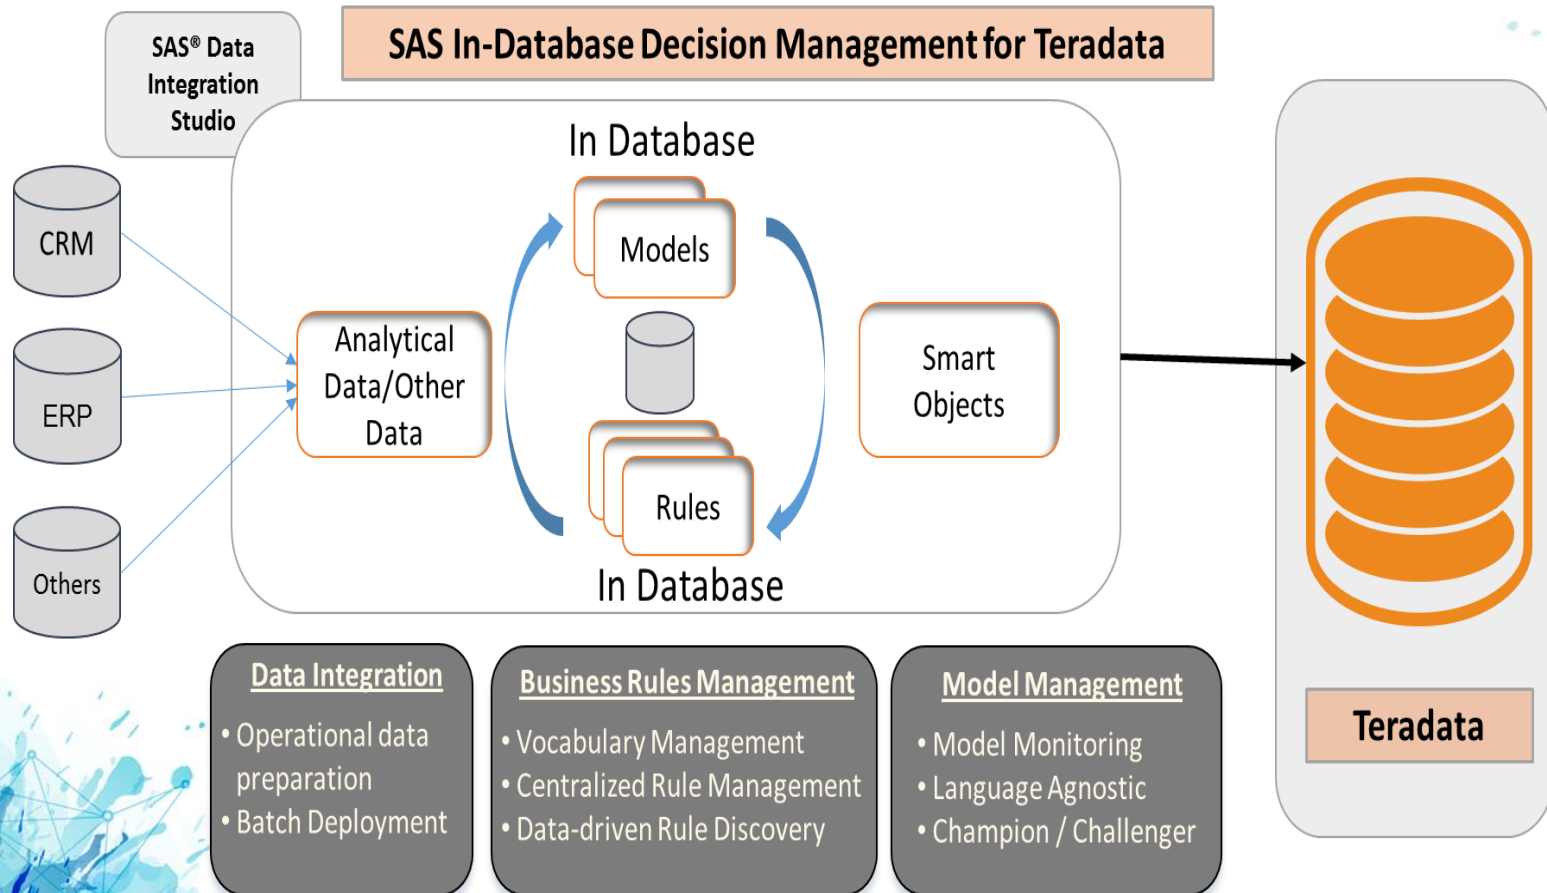 SAS® Data
Integration
Studio
SAS In-Database Decision Management for Teradata
In Database
CRM
Models
ERP
Analytical
Data/Other
Data
Smart
Objects
Rules
Others
In Database
Data Integration
• Operational data
preparation
• Batch Deployment
Business Rules Management
• Vocabulary Management
• Centralized Rule Management
• Data-driven Rule Discovery
Model Management
• Model Monitoring
• Language Agnostic
• Champion / Challenger
Teradata